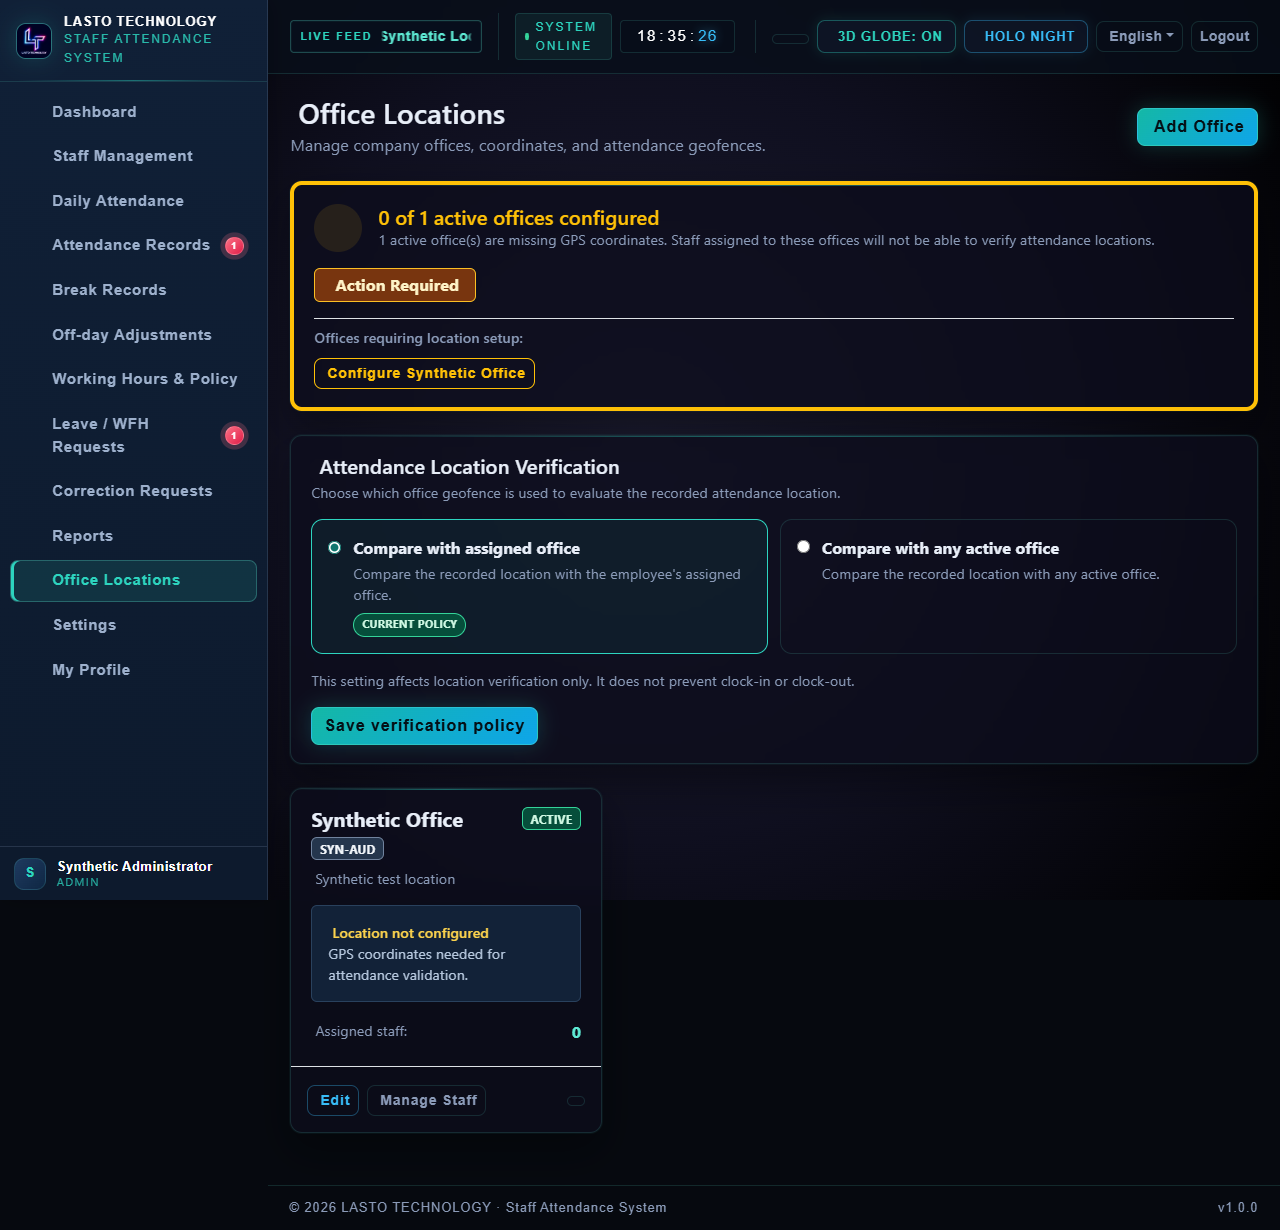 LASTO TECHNOLOGY
STAFF ATTENDANCE
SYSTEM
LIVE FEED
Synthetic Lo
SYSTEM
ONLINE
18:35:26
3D GLOBE: ON
HOLO NIGHT
English
Logout
Dashboard
Staff Management
Daily Attendance
Attendance Records 1
Break Records
Off-day Adjustments
Working Hours & Policy
Leave / WFH
Requests 1
Correction Requests
Reports
Office Locations
Settings
My Profile
S
Synthetic Administrator
ADMIN
Office Locations
Manage company offices, coordinates, and attendance geofences.
Add Office
0 of 1 active offices configured
1 active office(s) are missing GPS coordinates. Staff assigned to these offices will not be able to verify attendance locations.
Action Required
Offices requiring location setup:
Configure Synthetic Office
Attendance Location Verification
Choose which office geofence is used to evaluate the recorded attendance location.
Compare with assigned office
Compare the recorded location with the employee's assigned
office.
CURRENT POLICY
Compare with any active office
Compare the recorded location with any active office.
This setting affects location verification only. It does not prevent clock-in or clock-out.
Save verification policy
Synthetic Office
ACTIVE
SYN-AUD
Synthetic test location
Location not configured
GPS coordinates needed for
attendance validation.
Assigned staff: 0
Edit
Manage Staff
© 2026 LASTO TECHNOLOGY · Staff Attendance System
v1.0.0